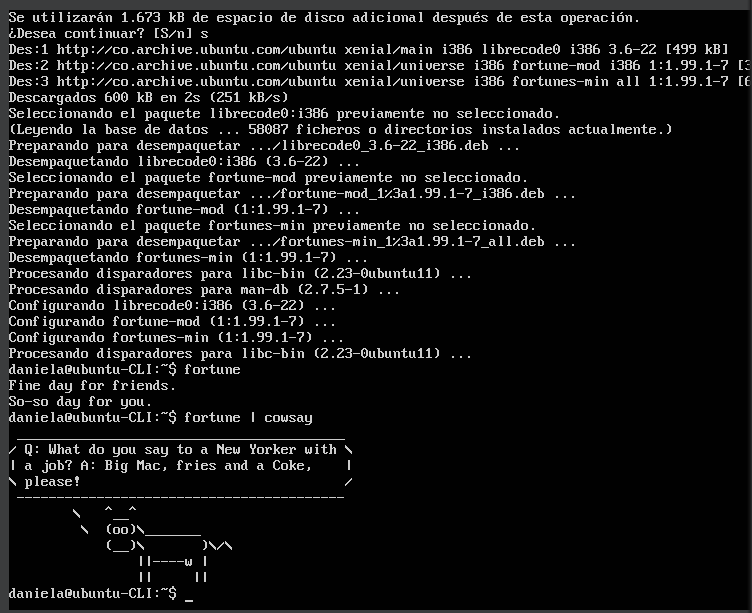 Se utilizarán 1.673 kB de espacio de disco adicional después de esta operación.
¿Desea continuar? [S/n] s
Des:1 http://co.archive.ubuntu.com/ubuntu xenial/main i386 librecode0 i386 3.6-22 [499 kB]
Des:2 http://co.archive.ubuntu.com/ubuntu xenial/universe i386 fortune-mod i386 1:1.99.1-7 [3
Des:3 http://co.archive.ubuntu.com/ubuntu xenial/universe i386 fortunes-min all 1:1.99.1-7 [6
Descargados 600 kB en 2s (251 kB/s)
Seleccionando el paquete librecode0:i386 previamente no seleccionado.
(Leyendo la base de datos ... 58087 ficheros o directorios instalados actualmente.)
Preparando para desempaquetar .../librecode0_3.6-22_i386.deb ...
Desempaquetando librecode0:i386 (3.6-22) ...
Seleccionando el paquete fortune-mod previamente no seleccionado.
Preparando para desempaquetar .../fortune-mod_1%3a1.99.1-7_i386.deb ...
Desempaquetando fortune-mod (1:1.99.1-7) ...
Seleccionando el paquete fortunes-min previamente no seleccionado.
Preparando para desempaquetar .../fortunes-min_1%3a1.99.1-7_all.deb ...
Desempaquetando fortunes-min (1:1.99.1-7) ...
Procesando disparadores para libc-bin (2.23-0ubuntu11) ...
Procesando disparadores para man-db (2.7.5-1) ...
Configurando librecode0:i386 (3.6-22) ...
Configurando fortune-mod (1:1.99.1-7) ...
Configurando fortunes-min (1:1.99.1-7) ...
Procesando disparadores para libc-bin (2.23-0ubuntu11) ...
daniela@ubuntu-CLI:~$ fortune
Fine day for friends.
So-so day for you.
daniela@ubuntu-CLI:~$ fortune | cowsay
 _________________________________________
/ Q: What do you say to a New Yorker with \
| a job? A: Big Mac, fries and a Coke,    |
\ please!                                 /
 -----------------------------------------
        \   ^__^
         \  (oo)\_______
            (__)\       )\/\
                ||----w |
                ||     ||
daniela@ubuntu-CLI:~$ _